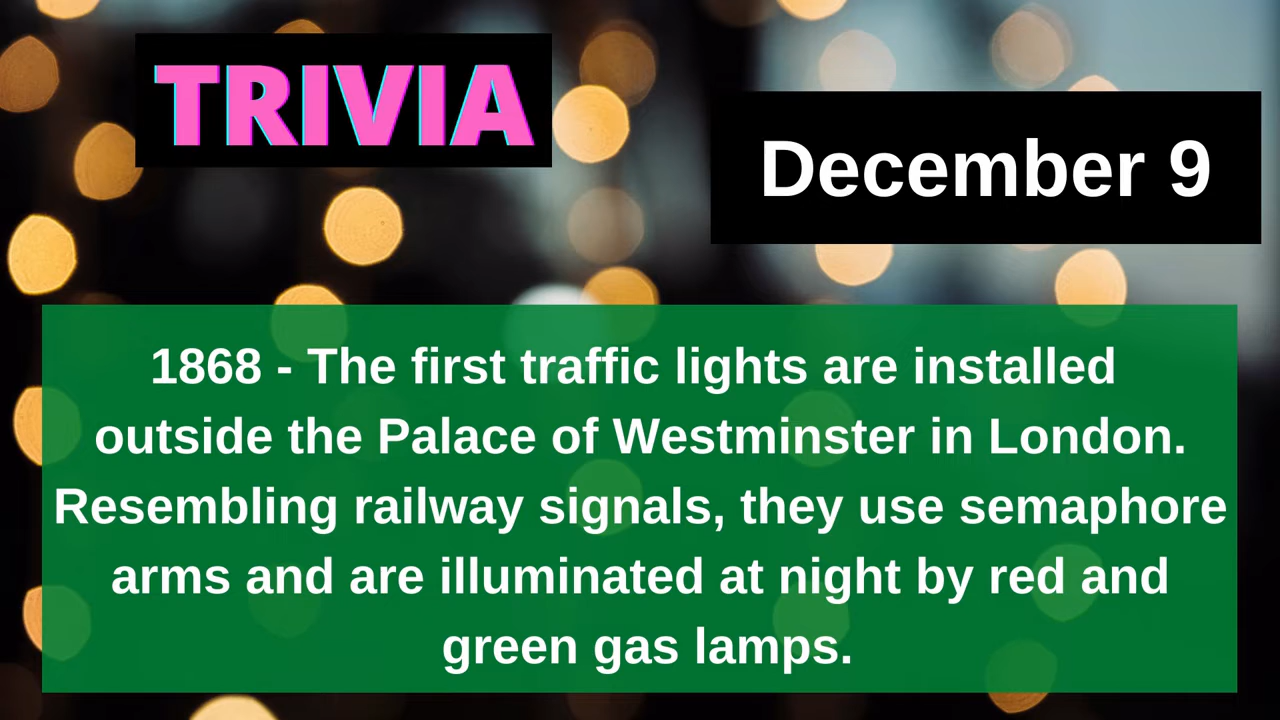 TRIVIA
December 9
1868 - The first traffic lights are installed
outside the Palace of Westminster in London.
Resembling railway signals, they use semaphore
arms and are illuminated at night by red and
green gas lamps.